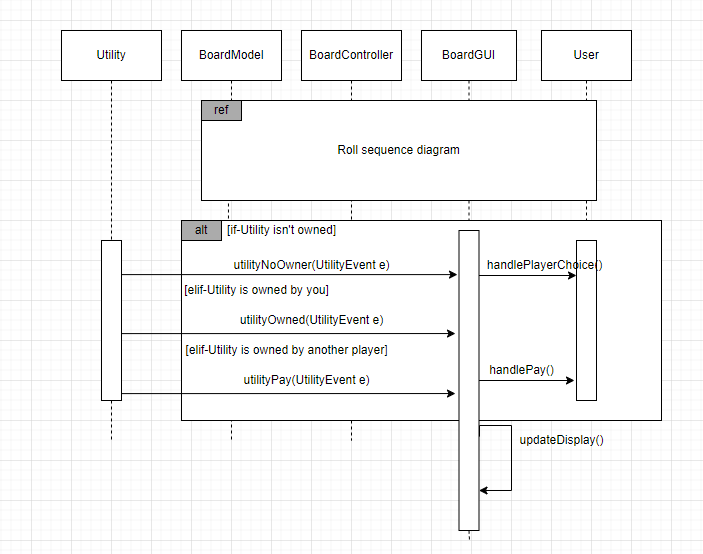 Utility
BoardModel
BoardController
BoardGUI
User
ref
Roll sequence diagram
alt
[if-Utility isn't owned]
utilityNoOwner(UtilityEvent e)
handlePlayerChoice()
[elif-Utility is owned by you]
utilityOwned(UtilityEvent e)
[elif-Utility is owned by another player]
utilityPay(UtilityEvent e)
handlePay()
updateDisplay()